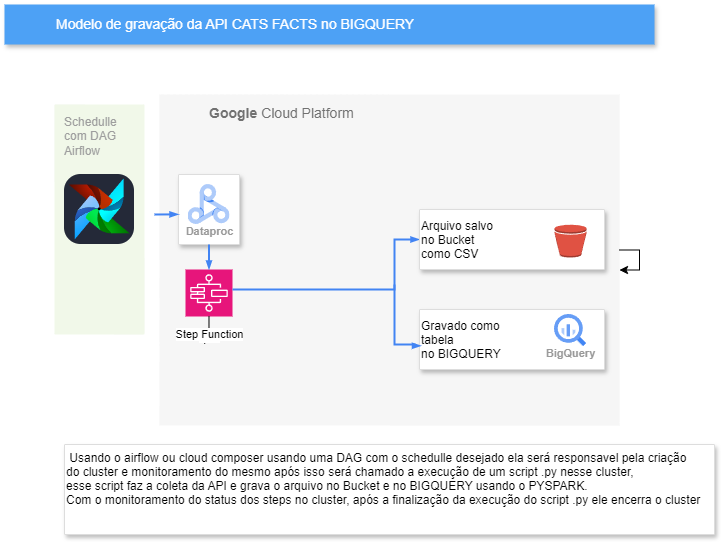 Modelo de gravação da API CATS FACTS no BIGQUERY
Schedulle
com DAG
Airflow
Google Cloud Platform
Dataproc
Step Function
Arquivo salvo
no Bucket
como CSV
Gravado como
tabela
no BIGQUERY
BigQuery
Usando o airflow ou cloud composer usando uma DAG com o schedulle desejado ela será responsavel pela criação
do cluster e monitoramento do mesmo após isso será chamado a execução de um script .py nesse cluster,
esse script faz a coleta da API e grava o arquivo no Bucket e no BIGQUERY usando o PYSPARK.
Com o monitoramento do status dos steps no cluster, após a finalização da execução do script .py ele encerra o cluster